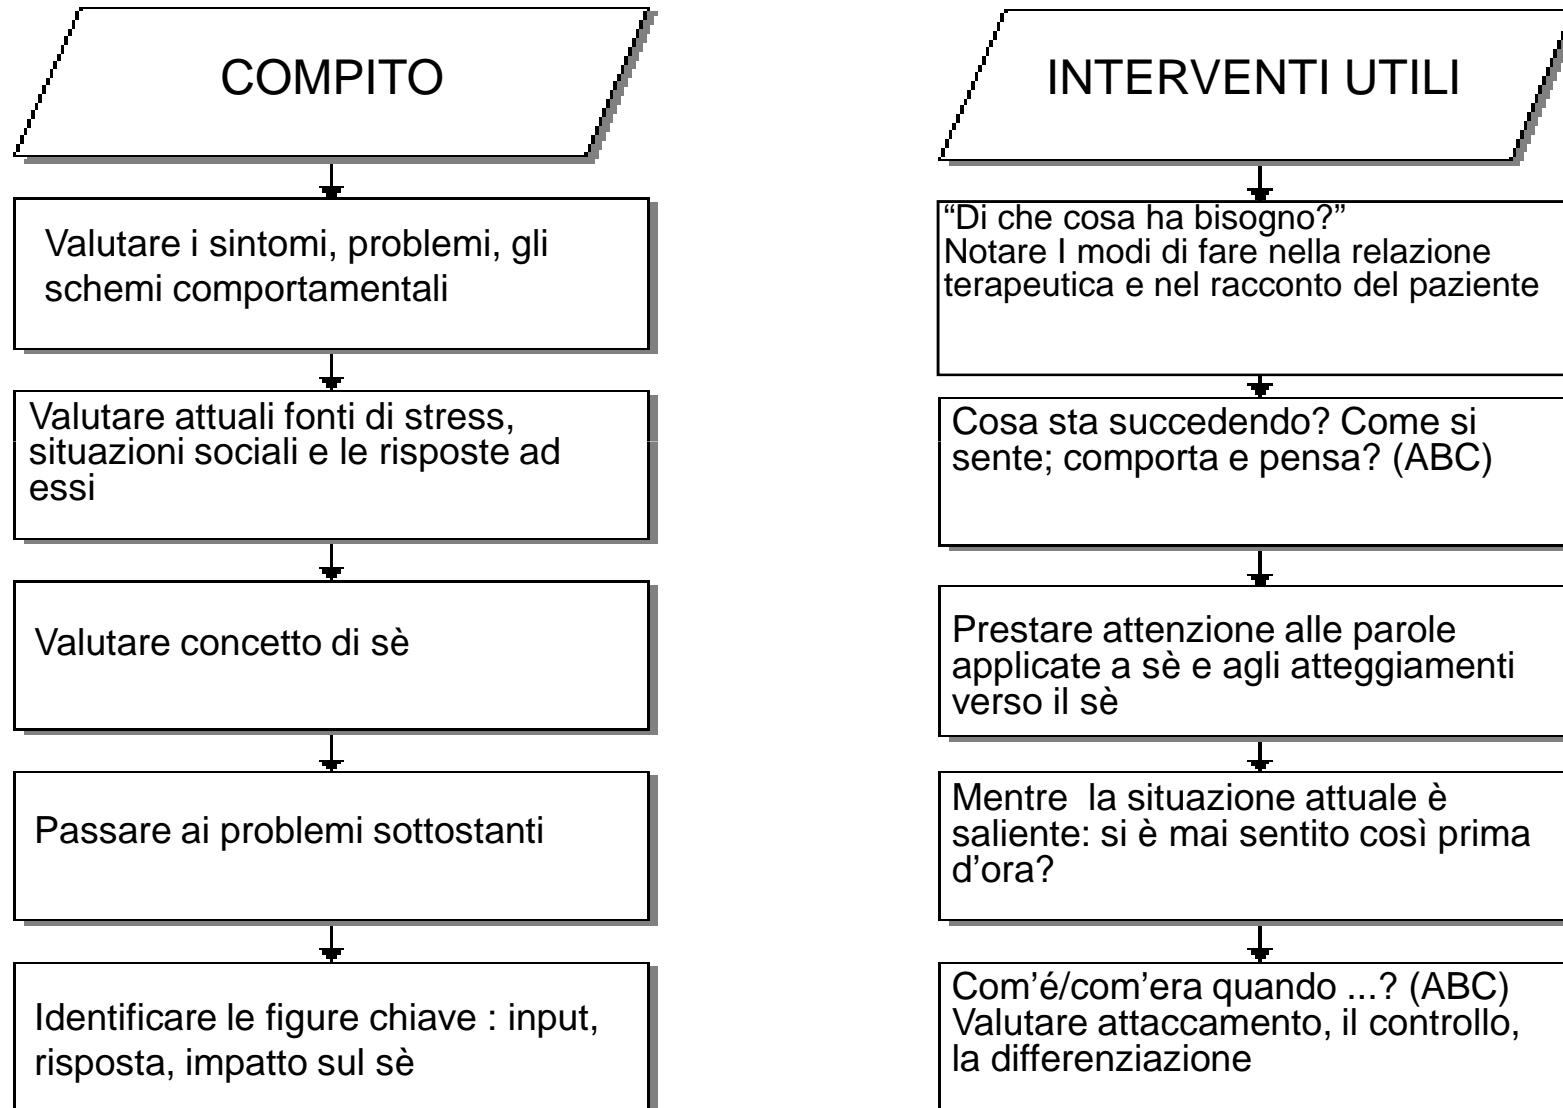 COMPITO
Valutare i sintomi, problemi, gli
schemi comportamentali
Valutare attuali fonti di stress,
situazioni sociali e le risposte ad
essi
Valutare concetto di sè
Passare ai problemi sottostanti
Identificare le figure chiave : input,
risposta, impatto sul sè
INTERVENTI UTILI
“Di che cosa ha bisogno?”
Notare I modi di fare nella relazione
terapeutica e nel racconto del paziente
Cosa sta succedendo? Come si
sente; comporta e pensa? (ABC)
Prestare attenzione alle parole
applicate a sè e agli atteggiamenti
verso il sè
Mentre  la situazione attuale è
saliente: si è mai sentito così prima
d’ora?
Com’é/com’era quando ...? (ABC)
Valutare attaccamento, il controllo,
la differenziazione